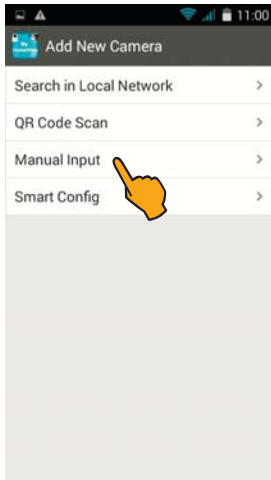 11:00
Add New Camera
Search in Local Network
QR Code Scan
Manual Input
Smart Config